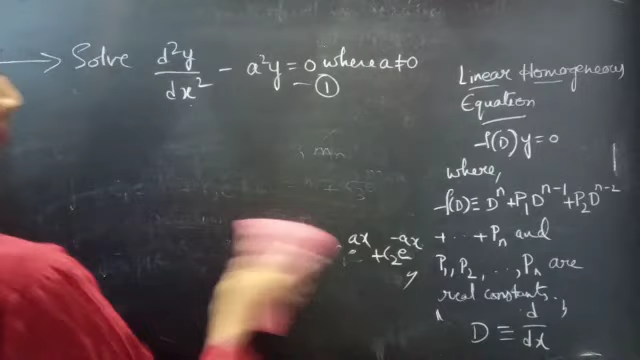 → Solve d²y/dx² - a²y = 0 where a ≠ 0
- ①
ax -ax
+ C₂e
Linear Homogeneous
Equation
f(D) y = 0
where,
f(D) ≡ Dⁿ + P₁Dⁿ⁻¹ + P₂Dⁿ⁻²
+ ... + Pₙ and
P₁, P₂, ..., Pₙ are
real constants.
D ≡ d/dx